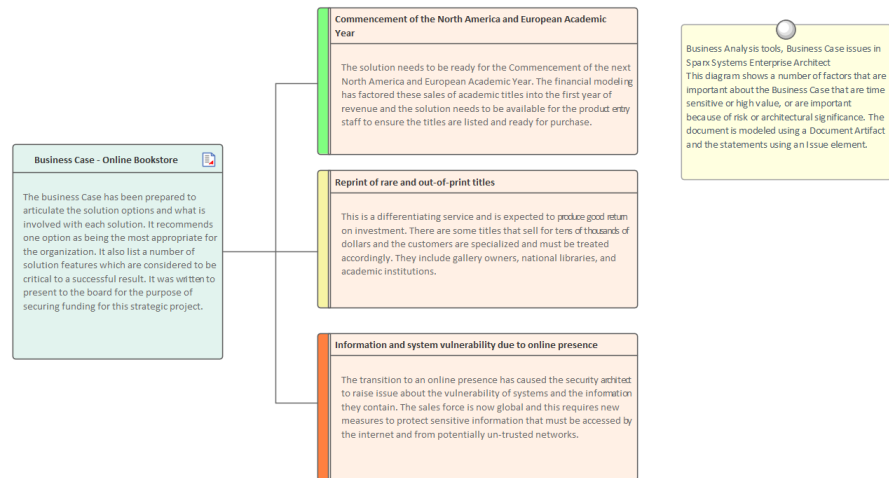 Commencement of the North America and European Academic
Year
The solution needs to be ready for the Commencement of the next
North America and European Academic Year. The financial modeling
has factored these sales of academic titles into the first year of
revenue and the solution needs to be available for the product entry
staff to ensure the titles are listed and ready for purchase.
Business Case - Online Bookstore
The business Case has been prepared to
articulate the solution options and what is
involved with each solution. It recommends
one option as being the most appropriate for
the organization. It also list a number of
solution features which are considered to be
critical to a successful result. It was written to
present to the board for the purpose of
securing funding for this strategic project.
Reprint of rare and out-of-print titles
This is a differentiating service and is expected to produce good return
on investment. There are some titles that sell for tens of thousands of
dollars and the customers are specialized and must be treated
accordingly. They include gallery owners, national libraries, and
academic institutions.
Information and system vulnerability due to online presence
The transition to an online presence has caused the security architect
to raise issue about the vulnerability of systems and the information
they contain. The sales force is now global and this requires new
measures to protect sensitive information that must be accessed by
the internet and from potentially un-trusted networks.
Business Analysis tools, Business Case issues in
Sparx Systems Enterprise Architect
This diagram shows a number of factors that are
important about the Business Case that are time
sensitive or high value, or are important
because of risk or architectural significance. The
document is modeled using a Document Artifact
and the statements using an Issue element.